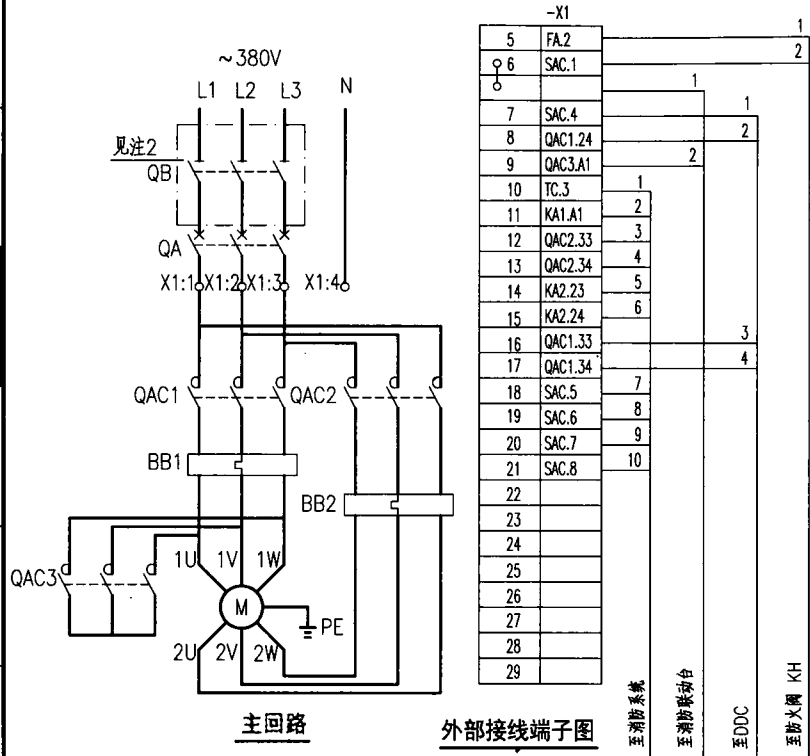 ~380V
L1 L2 L3 N
见注2
QB
QA
X1:1 X1:2 X1:3 X1:4
QAC1
QAC2
BB1
BB2
QAC3
1U 1V 1W
M
PE
2U 2V 2W
主回路
-X1
5 FA.2 1
6 SAC.1 2
1
7 SAC.4 1
8 QAC1.24 2
9 QAC3.A1 2
10 TC.3 1
11 KA1.A1 2
12 QAC2.33 3
13 QAC2.34 4
14 KA2.23 5
15 KA2.24 6
16 QAC1.33 3
17 QAC1.34 4
18 SAC.5 7
19 SAC.6 8
20 SAC.7 9
21 SAC.8 10
22
23
24
25
26
27
28
29
外部接线端子图
至消防系统
至消防联动台
至DDC
至防火阀 KH